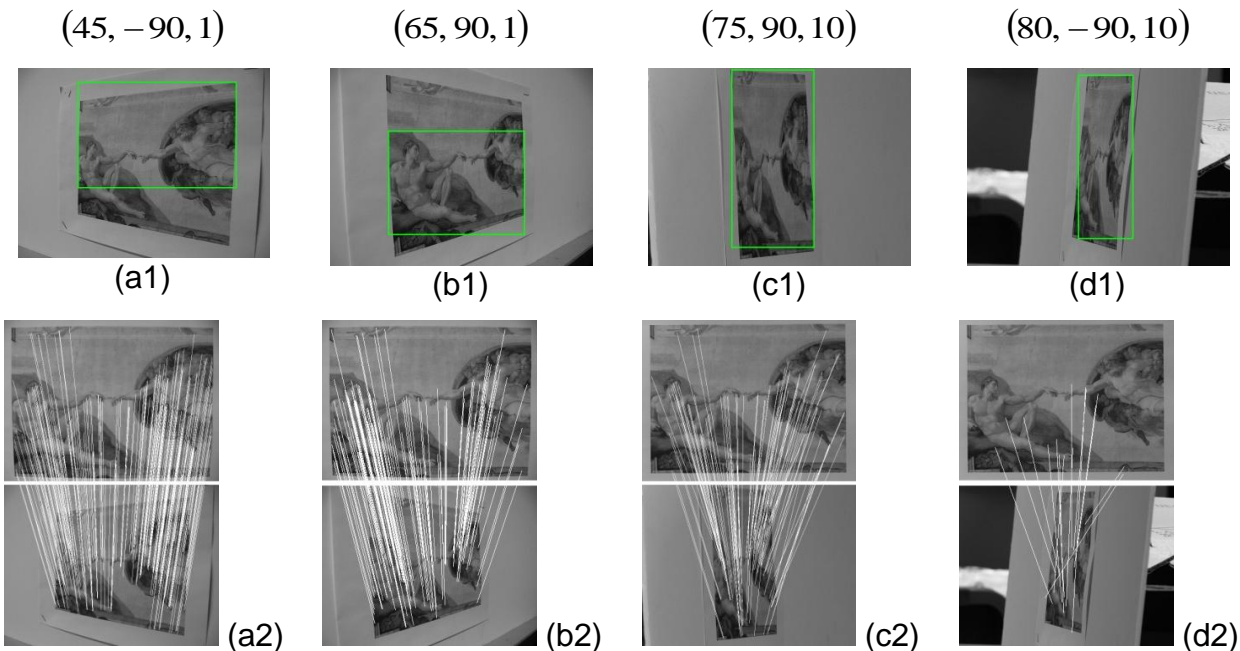 (45, −90, 1) (65, 90, 1) (75, 90, 10) (80, −90, 10)
(a1) (b1) (c1) (d1)
(a2) (b2) (c2) (d2)